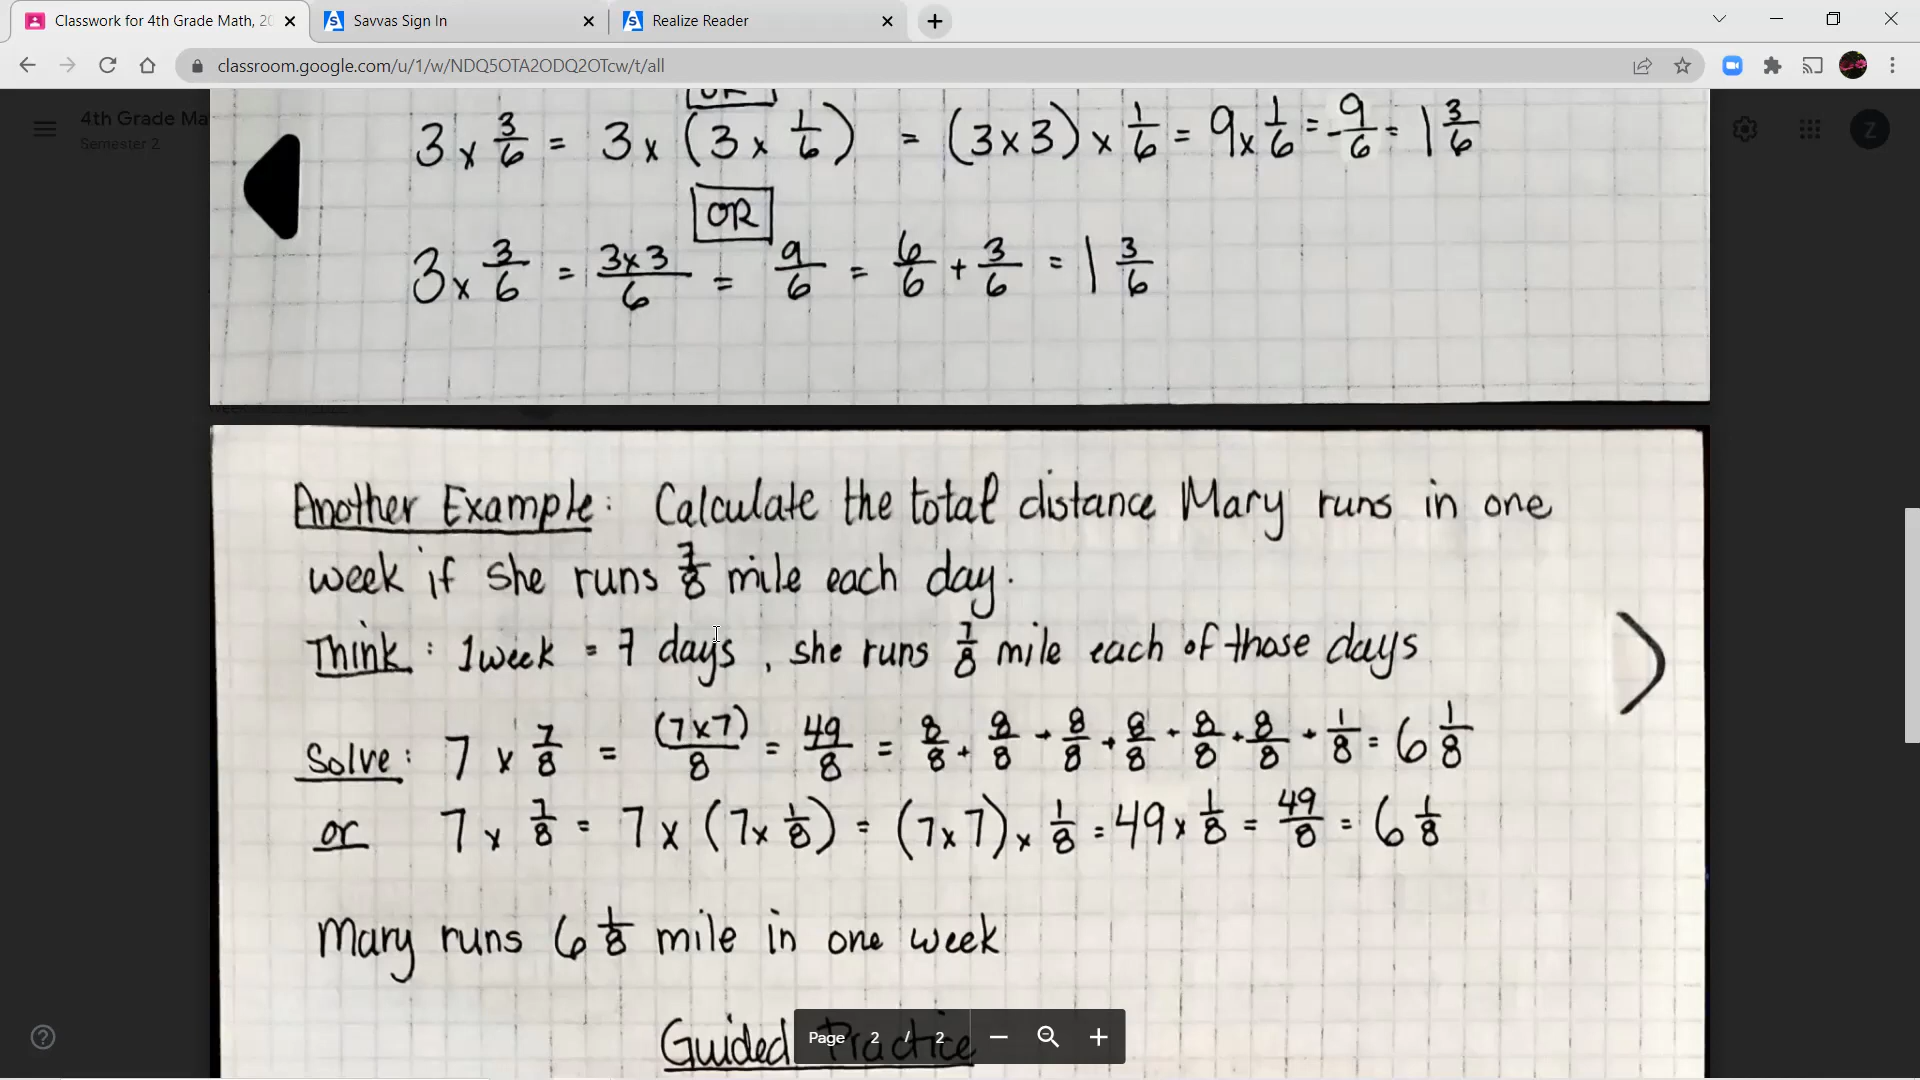 Classwork for 4th Grade Math, 20
Savvas Sign In
Realize Reader
classroom.google.com/u/1/w/NDQ5OTA2ODQ2OTcw/t/all
4th Grade Ma
Semester 2
Z
3 x 3/6 = 3 x (3 x 1/6) = (3x3) x 1/6 = 9 x 1/6 = 9/6 = 1 3/6
OR
3 x 3/6 = 3x3/6 = 9/6 = 6/6 + 3/6 = 1 3/6
Another Example: Calculate the total distance Mary runs in one
week if she runs 7/8 mile each day.
Think: 1 week = 7 days, she runs 7/8 mile each of those days
Solve: 7 x 7/8 = (7x7)/8 = 49/8 = 8/8 + 8/8 + 8/8 + 8/8 + 8/8 + 8/8 + 1/8 = 6 1/8
or 7 x 7/8 = 7 x (7 x 1/8) = (7x7) x 1/8 = 49 x 1/8 = 49/8 = 6 1/8
Mary runs 6 1/8 mile in one week
Guided Practice
Page 2 / 2